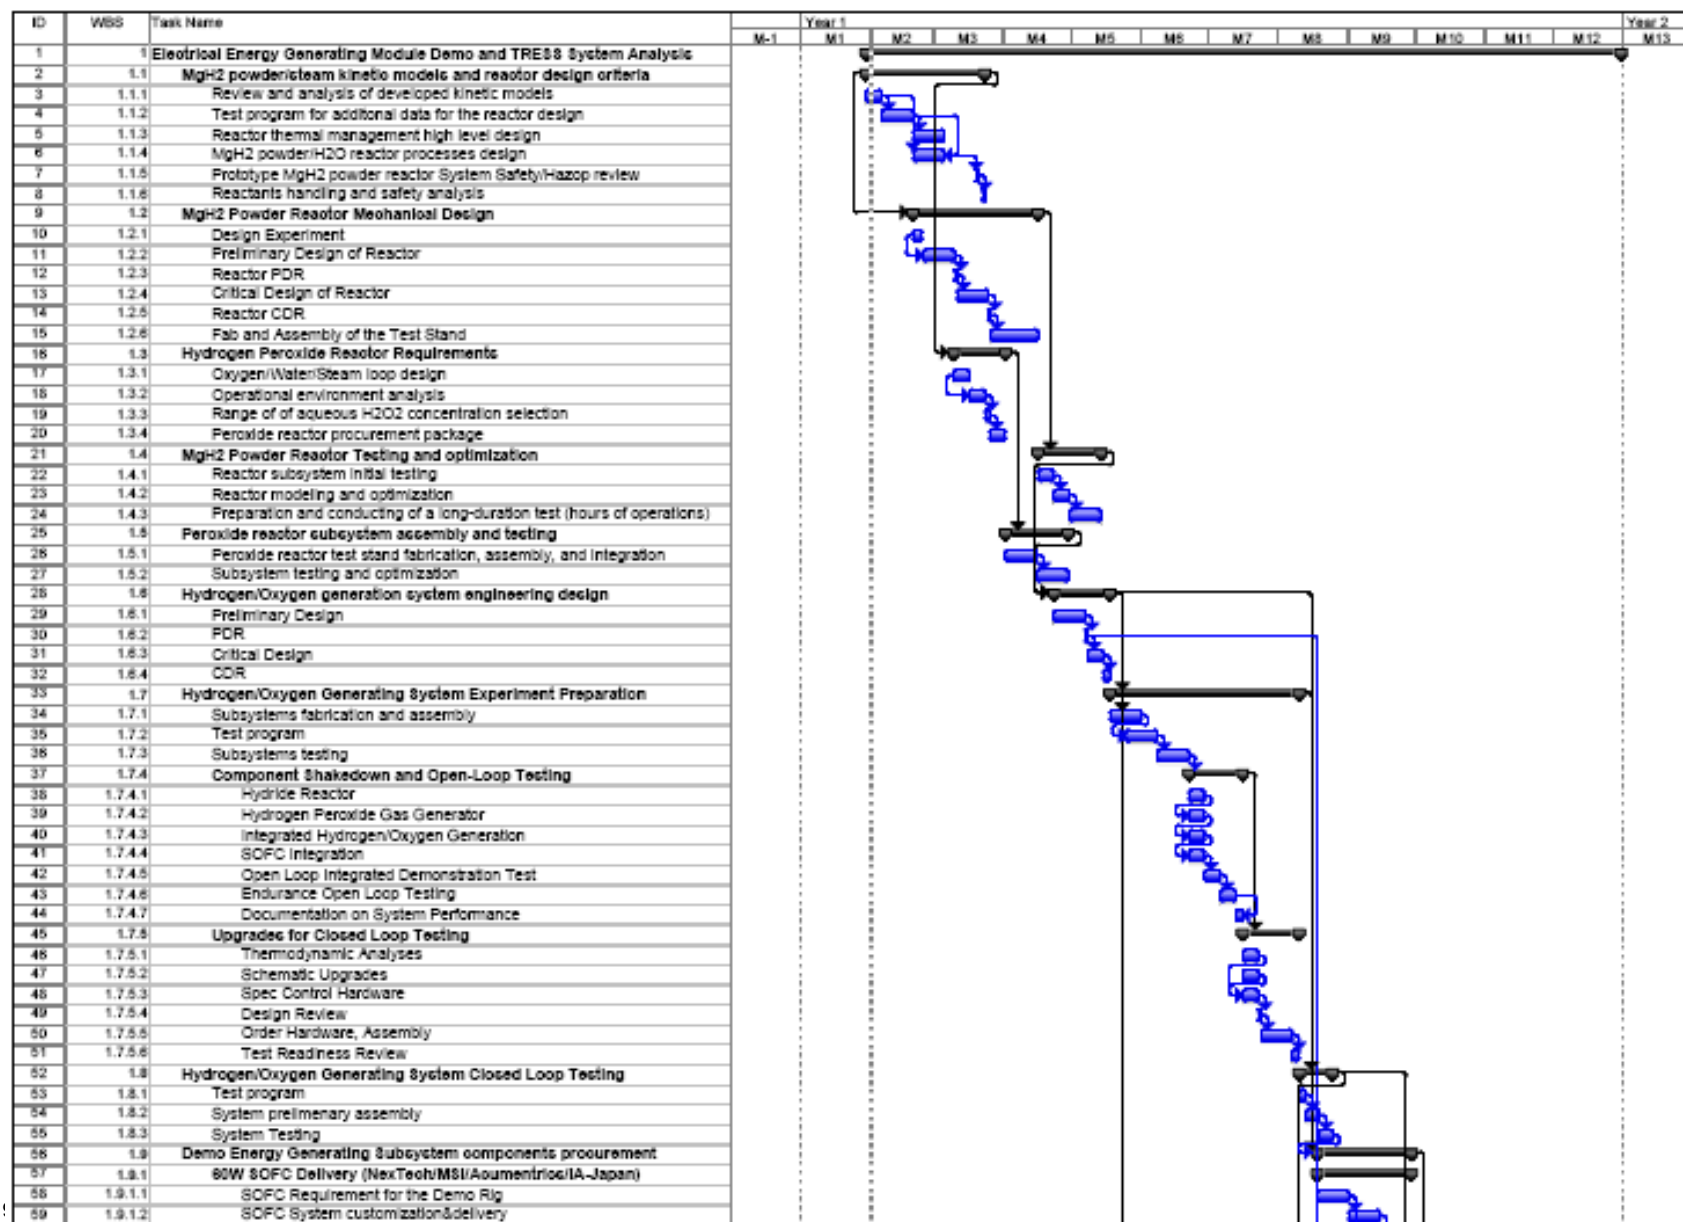 ID WBS Task Name Year 1 Year 2
M-1 M1 M2 M3 M4 M5 M6 M7 M8 M9 M10 M11 M12 M13
1 1 Electrical Energy Generating Module Demo and TRESS System Analysis
2 1.1 MgH2 powder/steam kinetic models and reactor design criteria
3 1.1.1 Review and analysis of developed kinetic models
4 1.1.2 Test program for additonal data for the reactor design
5 1.1.3 Reactor thermal management high level design
6 1.1.4 MgH2 powder/H2O reactor processes design
7 1.1.5 Prototype MgH2 powder reactor System Safety/Hazop review
8 1.1.6 Reactants handling and safety analysis
9 1.2 MgH2 Powder Reactor Mechanical Design
10 1.2.1 Design Experiment
11 1.2.2 Preliminary Design of Reactor
12 1.2.3 Reactor PDR
13 1.2.4 Critical Design of Reactor
14 1.2.5 Reactor CDR
15 1.2.6 Fab and Assembly of the Test Stand
16 1.3 Hydrogen Peroxide Reactor Requirements
17 1.3.1 Oxygen/Water/Steam loop design
18 1.3.2 Operational environment analysis
19 1.3.3 Range of of aqueous H2O2 concentration selection
20 1.3.4 Peroxide reactor procurement package
21 1.4 MgH2 Powder Reactor Testing and optimization
22 1.4.1 Reactor subsystem initial testing
23 1.4.2 Reactor modeling and optimization
24 1.4.3 Preparation and conducting of a long-duration test (hours of operations)
25 1.5 Peroxide reactor subsystem assembly and testing
26 1.5.1 Peroxide reactor test stand fabrication, assembly, and integration
27 1.5.2 Subsystem testing and optimization
28 1.6 Hydrogen/Oxygen generation system engineering design
29 1.6.1 Preliminary Design
30 1.6.2 PDR
31 1.6.3 Critical Design
32 1.6.4 CDR
33 1.7 Hydrogen/Oxygen Generating System Experiment Preparation
34 1.7.1 Subsystems fabrication and assembly
35 1.7.2 Test program
36 1.7.3 Subsystems testing
37 1.7.4 Component Shakedown and Open-Loop Testing
38 1.7.4.1 Hydride Reactor
39 1.7.4.2 Hydrogen Peroxide Gas Generator
40 1.7.4.3 Integrated Hydrogen/Oxygen Generation
41 1.7.4.4 SOFC Integration
42 1.7.4.5 Open Loop Integrated Demonstration Test
43 1.7.4.6 Endurance Open Loop Testing
44 1.7.4.7 Documentation on System Performance
45 1.7.5 Upgrades for Closed Loop Testing
46 1.7.5.1 Thermodynamic Analyses
47 1.7.5.2 Schematic Upgrades
48 1.7.5.3 Spec Control Hardware
49 1.7.5.4 Design Review
50 1.7.5.5 Order Hardware, Assembly
51 1.7.5.6 Test Readiness Review
52 1.8 Hydrogen/Oxygen Generating System Closed Loop Testing
53 1.8.1 Test program
54 1.8.2 System prelimenary assembly
55 1.8.3 System Testing
56 1.9 Demo Energy Generating Subsystem components procurement
57 1.9.1 60W SOFC Delivery (NexTech/MSI/Acumentrics/IA-Japan)
58 1.9.1.1 SOFC Requirement for the Demo Rig
59 1.9.1.2 SOFC System customization&delivery